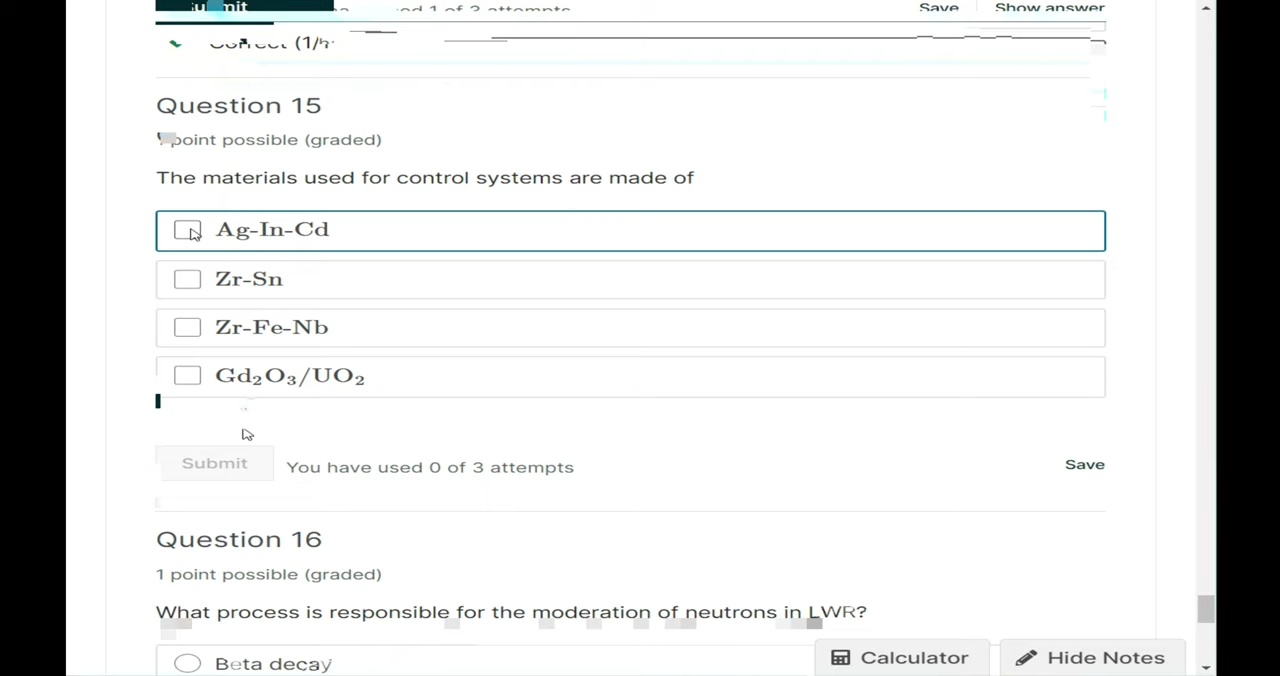 Save Show answer
Question 15
point possible (graded)
The materials used for control systems are made of
Ag-In-Cd
Zr-Sn
Zr-Fe-Nb
Gd₂O₃/UO₂
Submit You have used 0 of 3 attempts Save
Question 16
1 point possible (graded)
What process is responsible for the moderation of neutrons in LWR?
Beta decay
Calculator Hide Notes